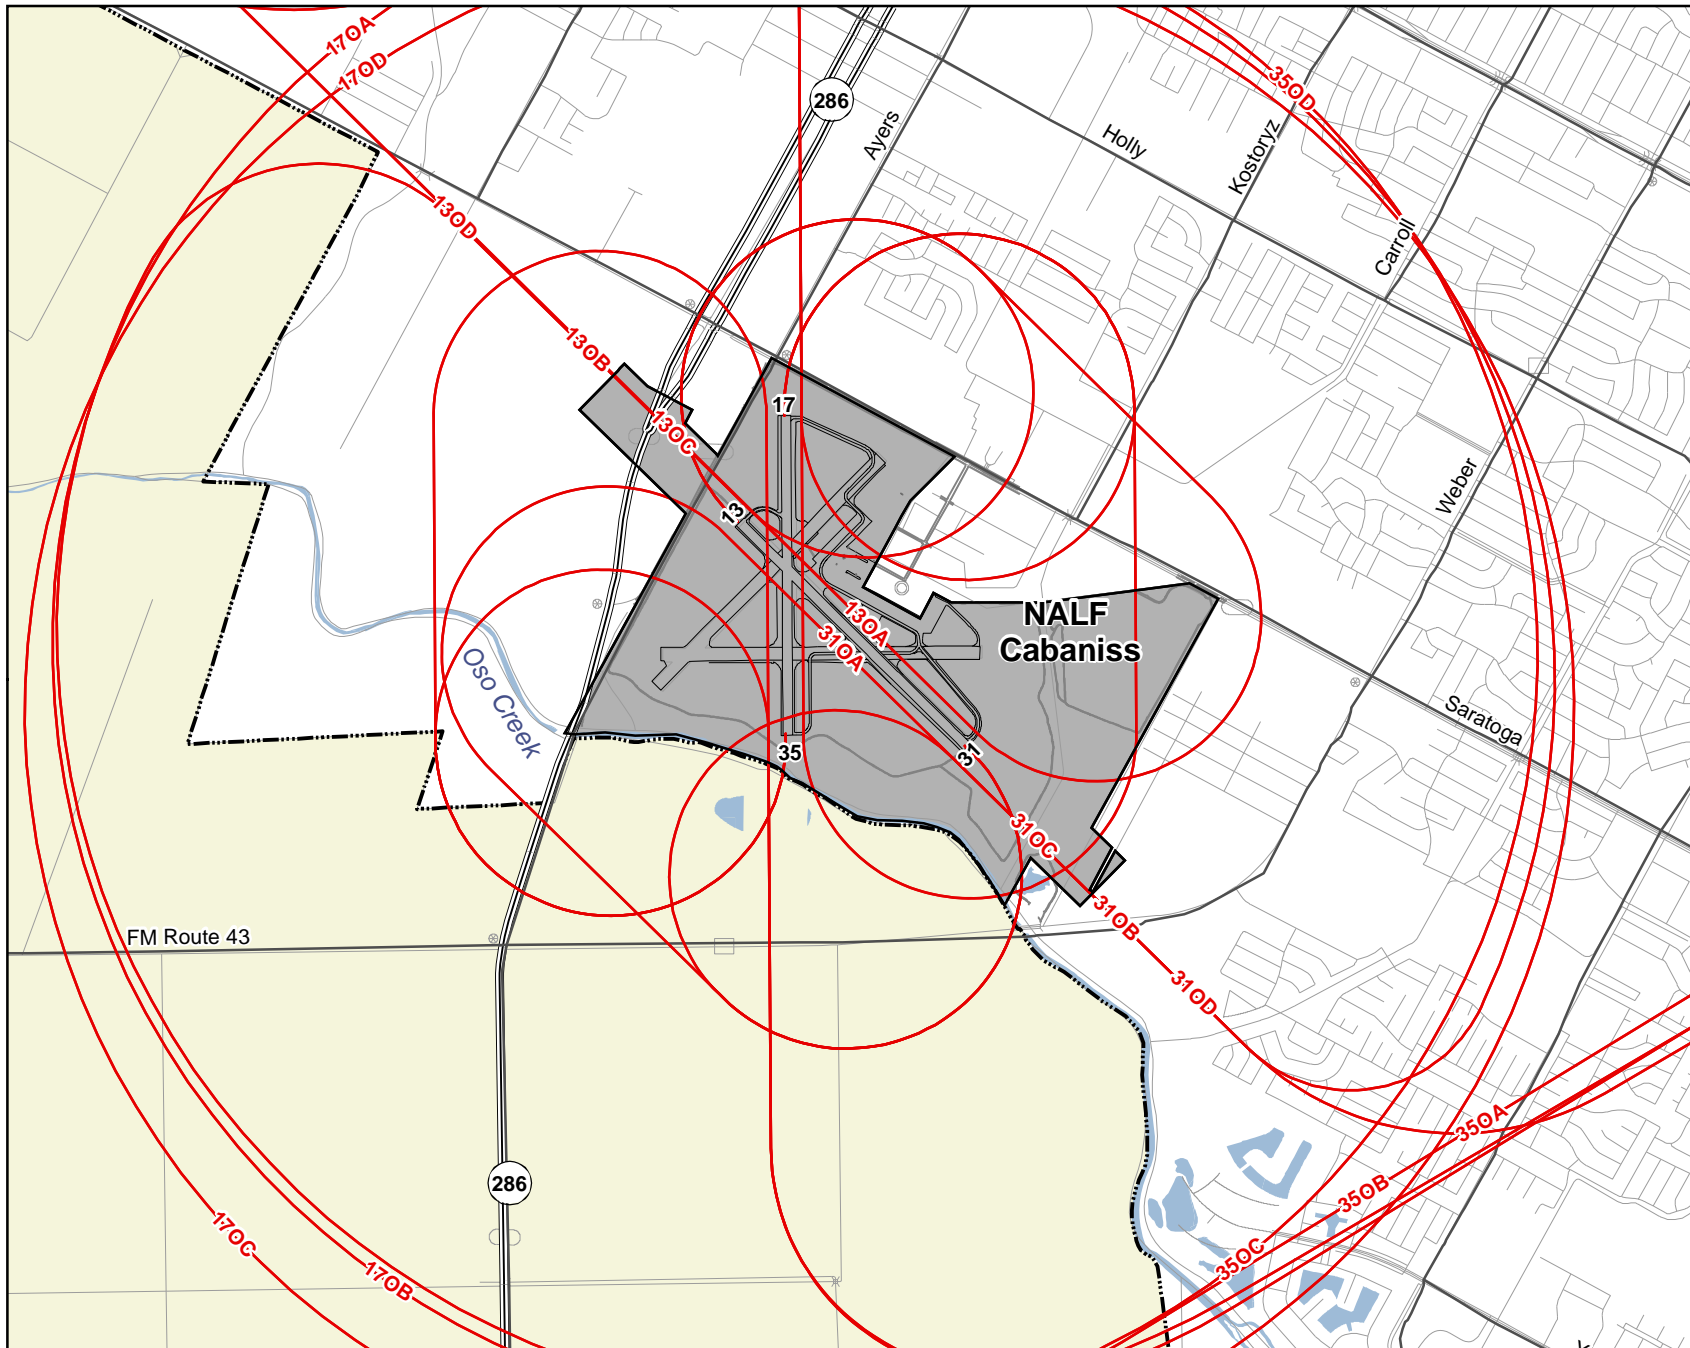 17OA
17OD
35OD
286
Ayers
Holly
Kostoryz
13OD
Carroll
13OB
17
13OC
Weber
13
13OA
NALF
Cabaniss
31OA
Oso Creek
Saratoga
35
31
31OC
31OB
FM Route 43
31OD
35OA
286
35OB
17OC
35OC
17OB